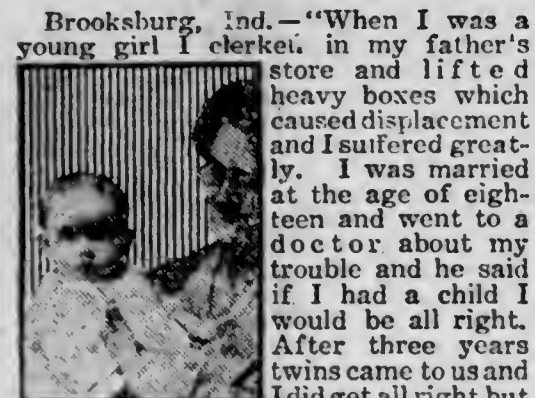 Brooksburg, Ind.—"When I was a
young girl I clerked in my father's
store and lifted
heavy boxes which
caused displacement
and I suffered great-
ly. I was married
at the age of eigh-
teen and went to a
doctor about my
trouble and he said
if I had a child I
would be all right.
After three years
twins came to us and
I did get all right but